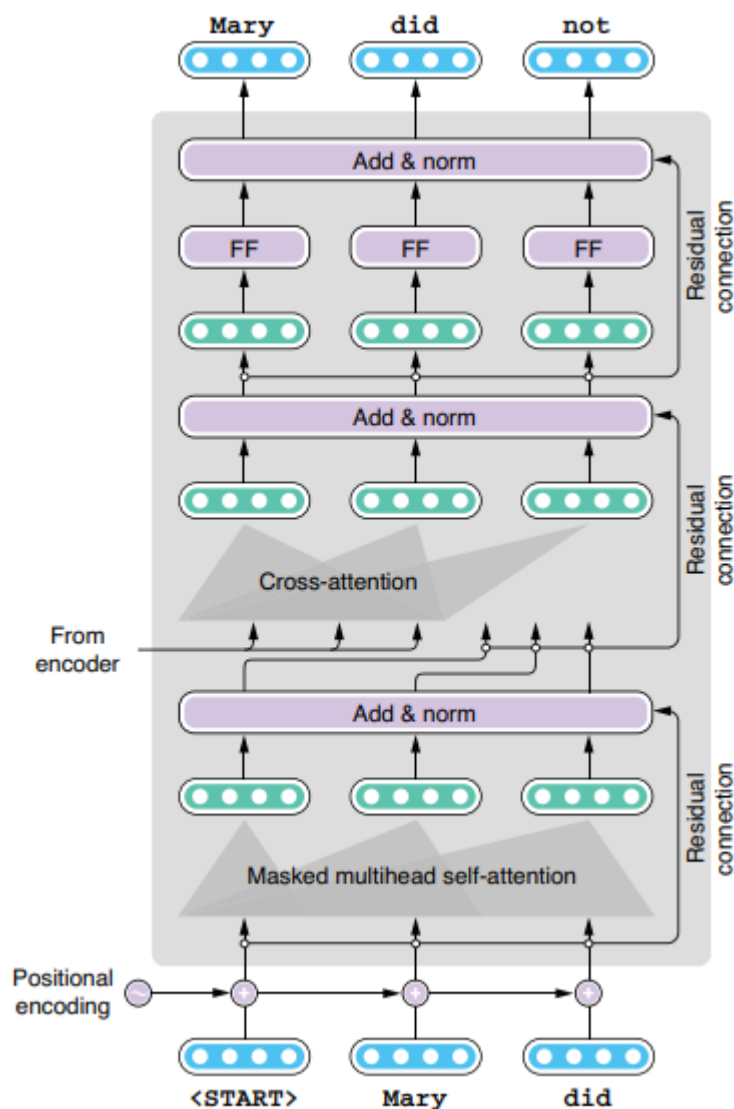 Mary did not
Add & norm
FF FF FF
Residual
connection
Add & norm
Residual
connection
Cross-attention
From
encoder
Add & norm
Residual
connection
Masked multihead self-attention
Positional
encoding
~
+ + +
<START> Mary did